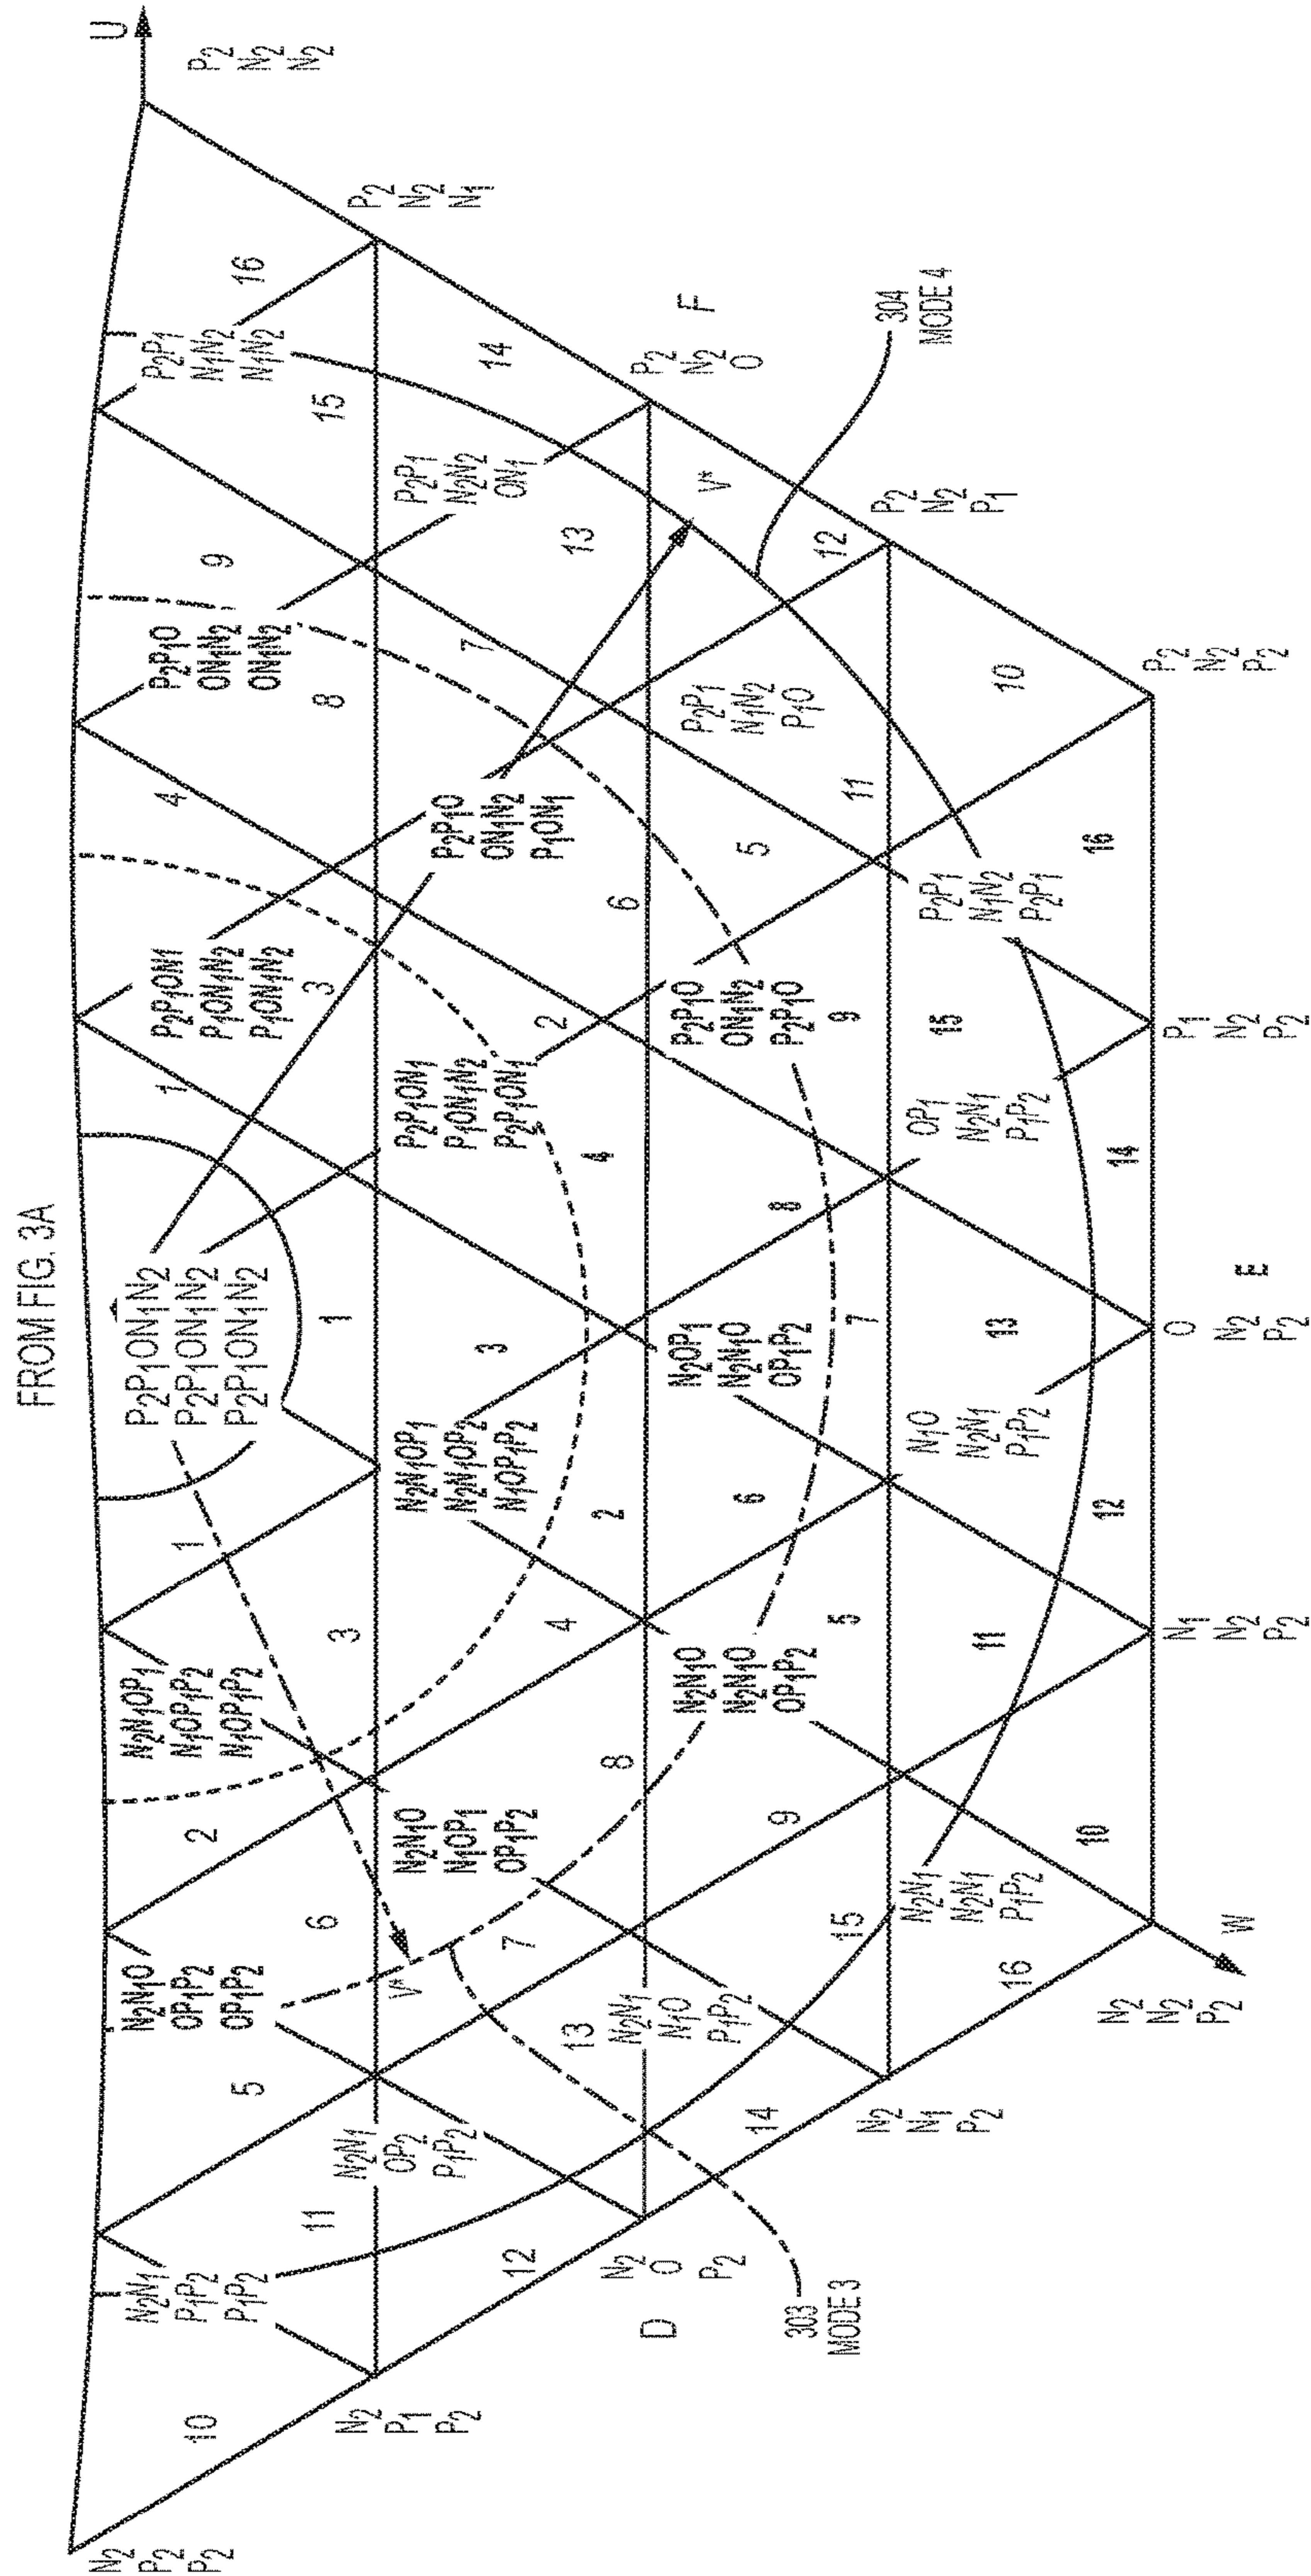 FROM FIG. 3A
N₂
P₂
P₂
10
N₂N₁
P₁P₂
P₁P₂
5
N₂N₁O
OP₁P₂
OP₁P₂
2
N₂N₁OP₁
N₁OP₁P₂
N₁OP₁P₂
1
P₂P₁ON₁N₂
P₂P₁ON₁N₂
P₂P₁ON₁N₂
1
P₂P₁ON₁
P₁ON₁N₂
P₁ON₁N₂
4
P₂P₁O
ON₁N₂
ON₁N₂
9
P₂P₁
N₁N₂
N₁N₂
16
P₂
N₂
N₂
U
11
6
3
1
3
8
15
N₂
P₁
P₂
N₂N₁
OP₂
P₁P₂
V*
N₂N₁O
N₁OP₁
OP₁P₂
N₂N₁OP₁
N₂N₁OP₂
N₁OP₁P₂
P₂P₁ON₁
P₁ON₁N₂
P₂P₁ON₁
P₂P₁O
ON₁N₂
P₁ON₁
P₂P₁
N₂N₂
ON₁
P₂
N₂
N₁
12
13
7
8
4
2
3
4
2
6
7
13
14
D
N₂
O
P₂
N₂N₁
N₁O
P₁P₂
N₂N₁O
N₂N₁O
OP₁P₂
N₂OP₁
N₂N₁O
OP₁P₂
P₂P₁O
ON₁N₂
P₂P₁O
P₂P₁
N₁N₂
P₁O
V*
P₂
N₂
O
F
14
15
9
5
6
7
8
9
5
11
12
303
MODE 3
N₂
N₁
P₂
N₂N₁
N₂N₁
P₁P₂
N₁O
N₂N₁
P₁P₂
OP₁
N₂N₁
P₁P₂
P₂P₁
N₁N₂
P₂P₁
P₂
N₂
P₁
304
MODE 4
16
10
11
12
13
14
15
16
10
N₂
N₂
P₂
W
N₁
N₂
P₂
O
N₂
P₂
E
P₁
N₂
P₂
P₂
N₂
P₂